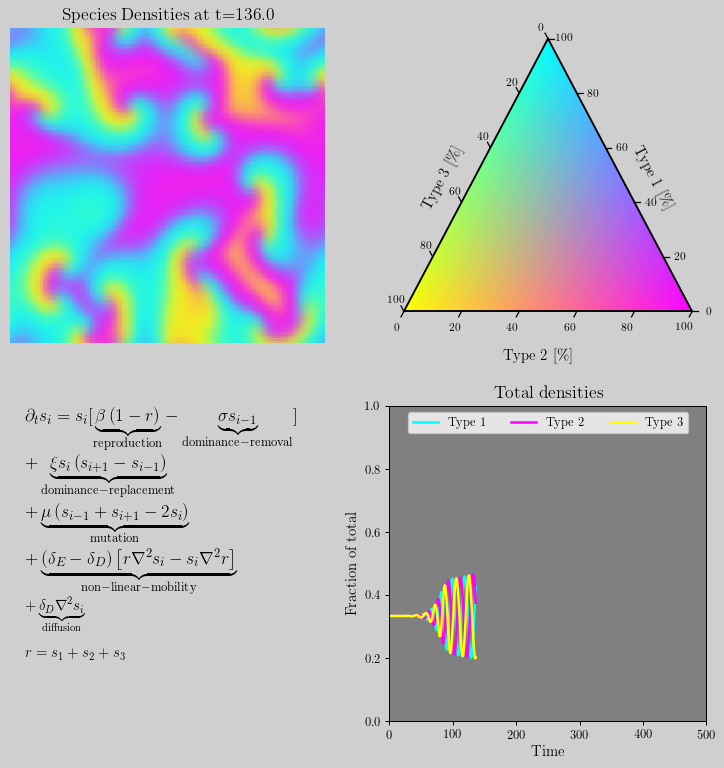 Species Densities at t=136.0
0
100
20
80
40
60
60
40
80
20
100
0
Type 3 [%]
Type 1 [%]
0 20 40 60 80 100
Type 2 [%]
∂ₜsᵢ = sᵢ[β (1 − r) − σsᵢ₋₁ ]
reproduction dominance−removal
+ ξsᵢ (sᵢ₊₁ − sᵢ₋₁)
dominance−replacement
+ μ (sᵢ₋₁ + sᵢ₊₁ − 2sᵢ)
mutation
+ (δ_E − δ_D) [r∇²sᵢ − sᵢ∇²r]
non−linear−mobility
+ δ_D∇²sᵢ
diffusion
r = s₁ + s₂ + s₃
Total densities
Type 1 Type 2 Type 3
1.0
0.8
0.6
0.4
0.2
0.0
Fraction of total
0 100 200 300 400 500
Time